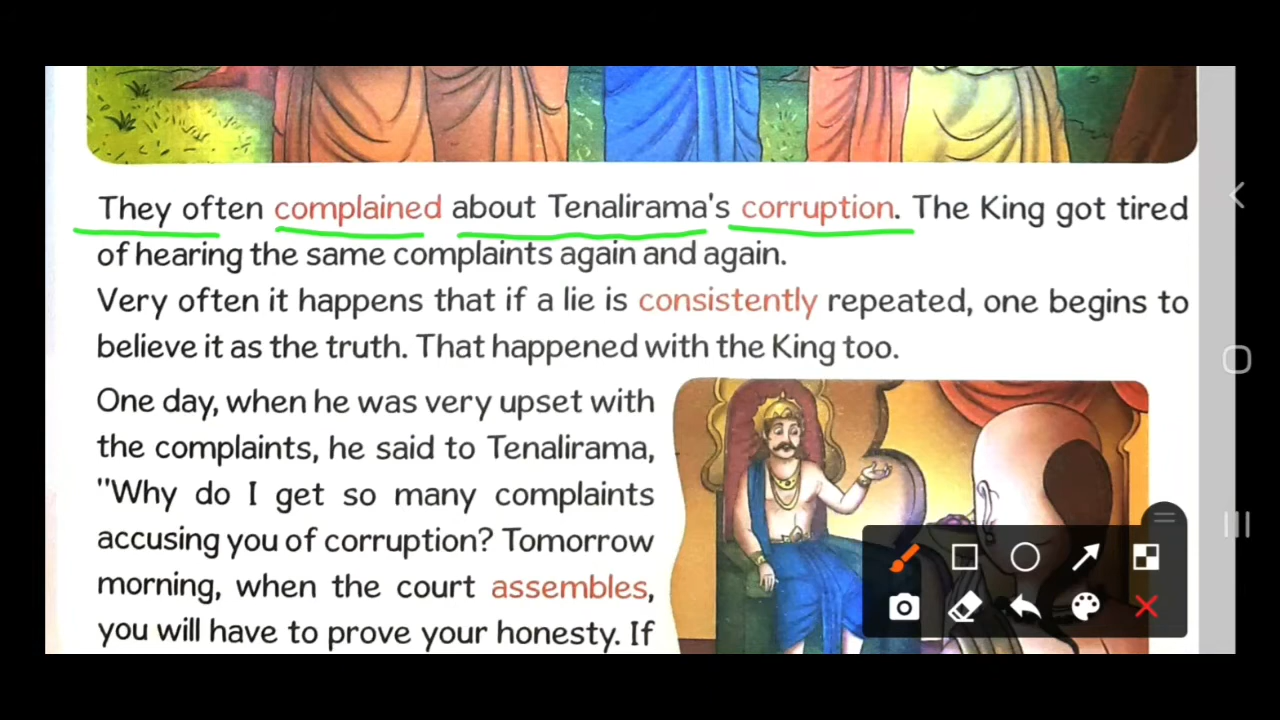 They often complained about Tenalirama's corruption. The King got tired
of hearing the same complaints again and again.
Very often it happens that if a lie is consistently repeated, one begins to
believe it as the truth. That happened with the King too.
One day, when he was very upset with
the complaints, he said to Tenalirama,
"Why do I get so many complaints
accusing you of corruption? Tomorrow
morning, when the court assembles,
you will have to prove your honesty. If